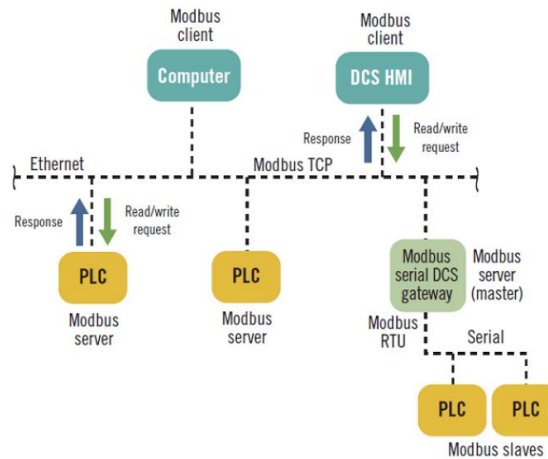 Modbus
client
Computer
Modbus
client
DCS HMI
Response
Read/write
request
Ethernet
Modbus TCP
Response
Read/write
request
PLC
Modbus
server
PLC
Modbus
server
Modbus
serial DCS
gateway
Modbus
server
(master)
Modbus
RTU
Serial
PLC
PLC
Modbus slaves